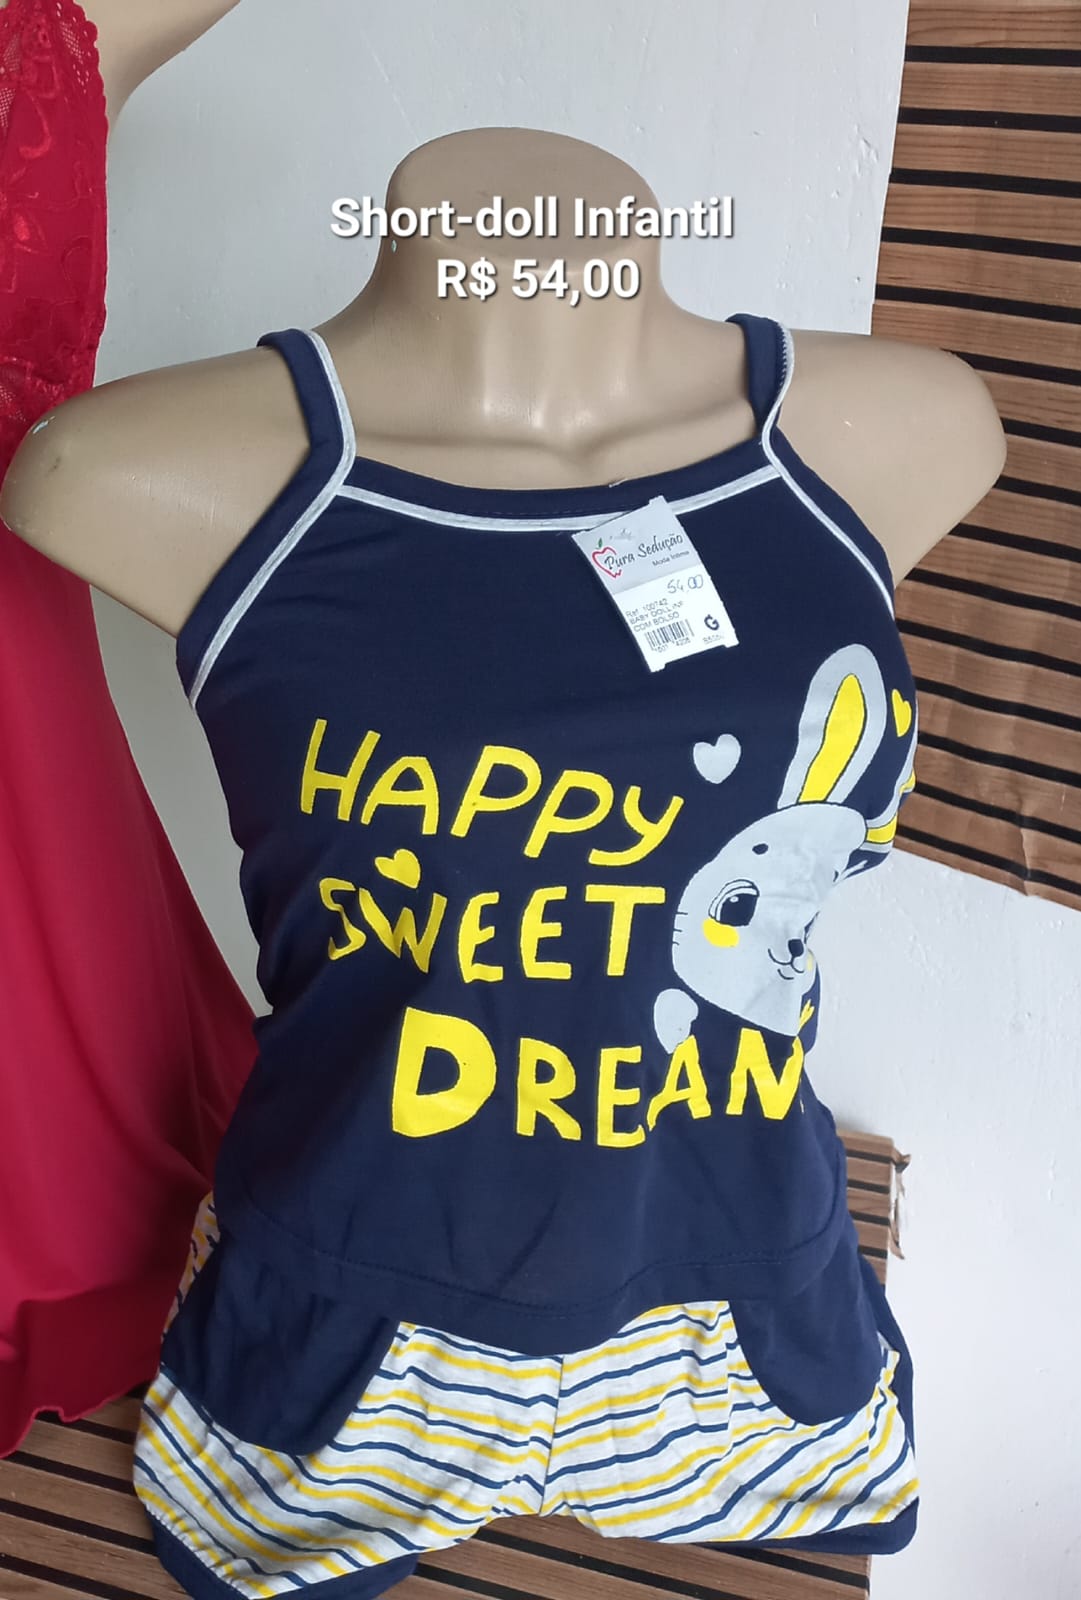 Short-doll Infantil
R$ 54,00
Pura Sedução
Moda Íntima
54,00
Ref. 100742
BABY DOLL INF
COM BOLSO
G
HAPPY
SWEET
DREAM